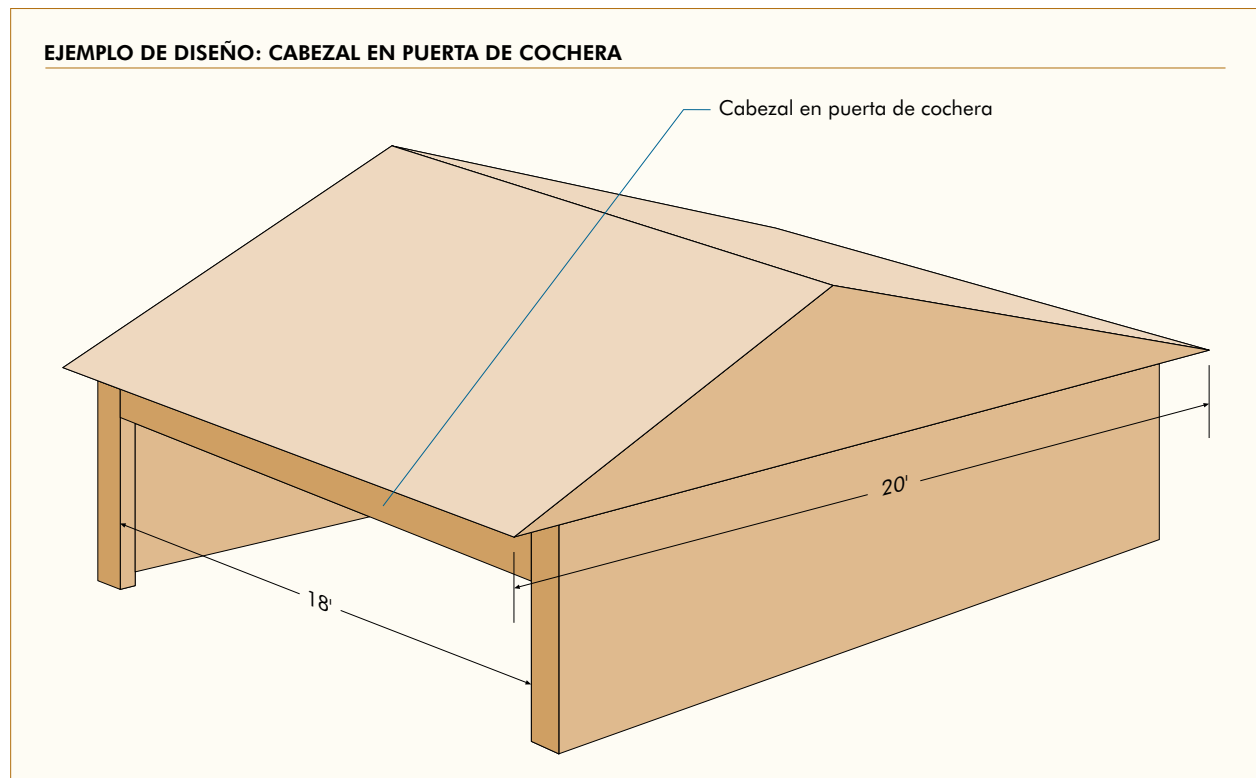 EJEMPLO DE DISEÑO: CABEZAL EN PUERTA DE COCHERA
Cabezal en puerta de cochera
20'
18'